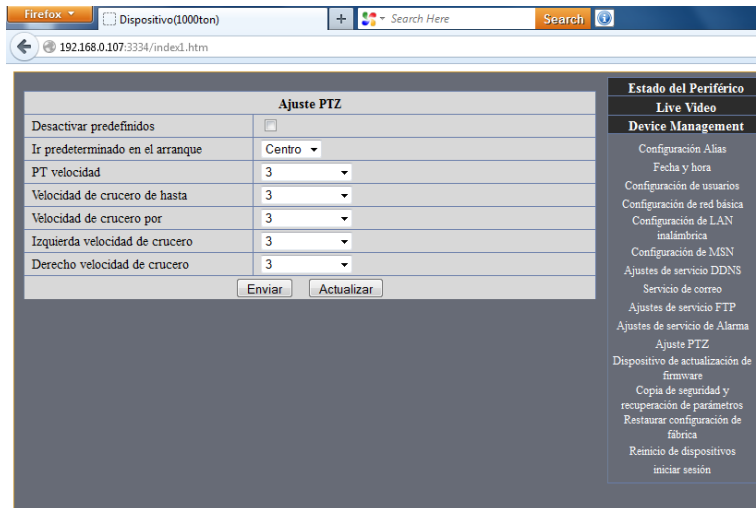 Firefox
Dispositivo(1000ton)
+
Search Here
Search
192.168.0.107:3334/index1.htm
Ajuste PTZ
Desactivar predefinidos
Ir predeterminado en el arranque
Centro
PT velocidad
3
Velocidad de crucero de hasta
3
Velocidad de crucero por
3
Izquierda velocidad de crucero
3
Derecho velocidad de crucero
3
Enviar
Actualizar
Estado del Periférico
Live Video
Device Management
Configuración Alias
Fecha y hora
Configuración de usuarios
Configuración de red básica
Configuración de LAN
inalámbrica
Configuración de MSN
Ajustes de servicio DDNS
Servicio de correo
Ajustes de servicio FTP
Ajustes de servicio de Alarma
Ajuste PTZ
Dispositivo de actualización de
firmware
Copia de seguridad y
recuperación de parámetros
Restaurar configuración de
fábrica
Reinicio de dispositivos
iniciar sesión